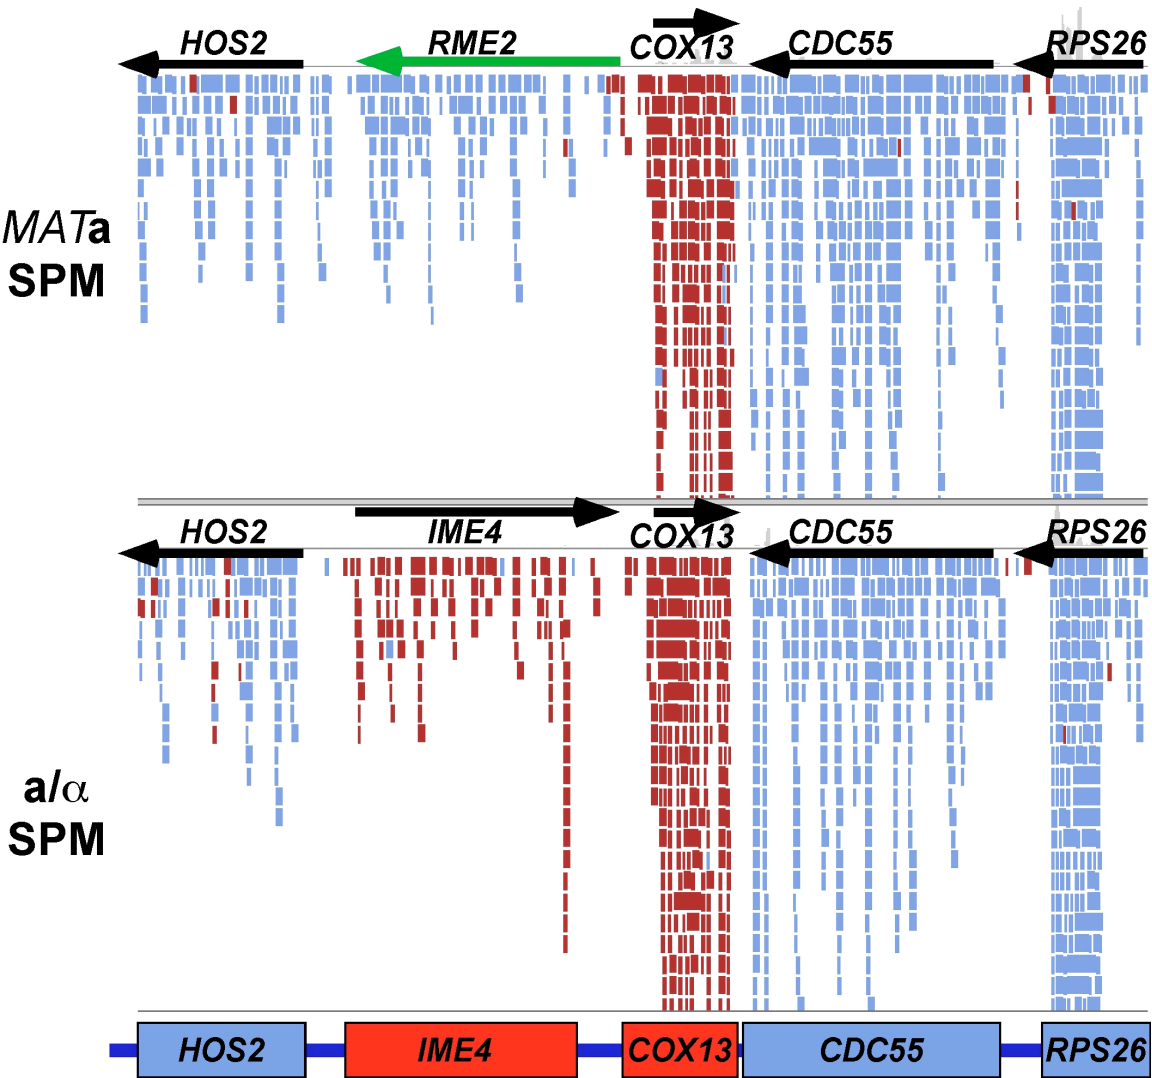 HOS2 RME2 COX13 CDC55 RPS26
MATa
SPM
HOS2 IME4 COX13 CDC55 RPS26
a/α
SPM
HOS2 IME4 COX13 CDC55 RPS26